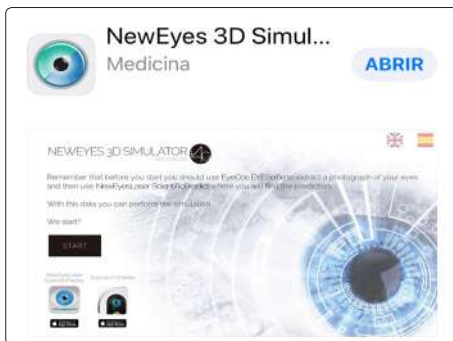 NewEyes 3D Simul...
Medicina
ABRIR
NEWEYES 3D SIMULATOR
Remember that before you start you should use EyeCos EYESelfie to extract a photograph of your eyes
and then use NewEyesLaser ScientificPredict where you will find the prediction.
With this data you can perform the simulation.
We start?
START